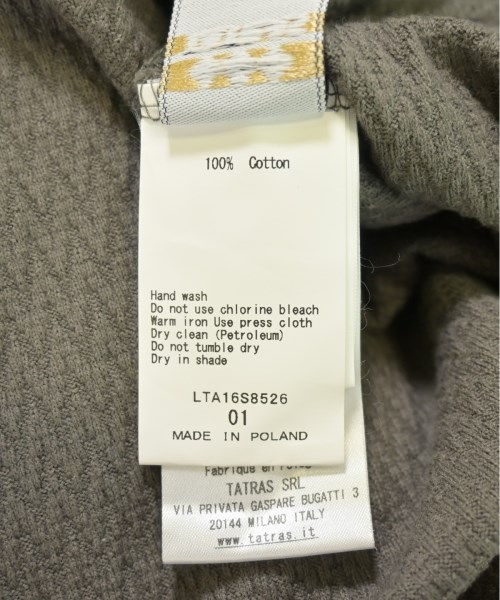 100% Cotton
Hand wash
Do not use chlorine bleach
Warm iron Use press cloth
Dry clean (Petroleum)
Do not tumble dry
Dry in shade
LTA16S8526
01
MADE IN POLAND
Fabriqué en
TATRAS SRL
VIA PRIVATA GASPARE BUGATTI 3
20144 MILANO ITALY
www.tatras.it